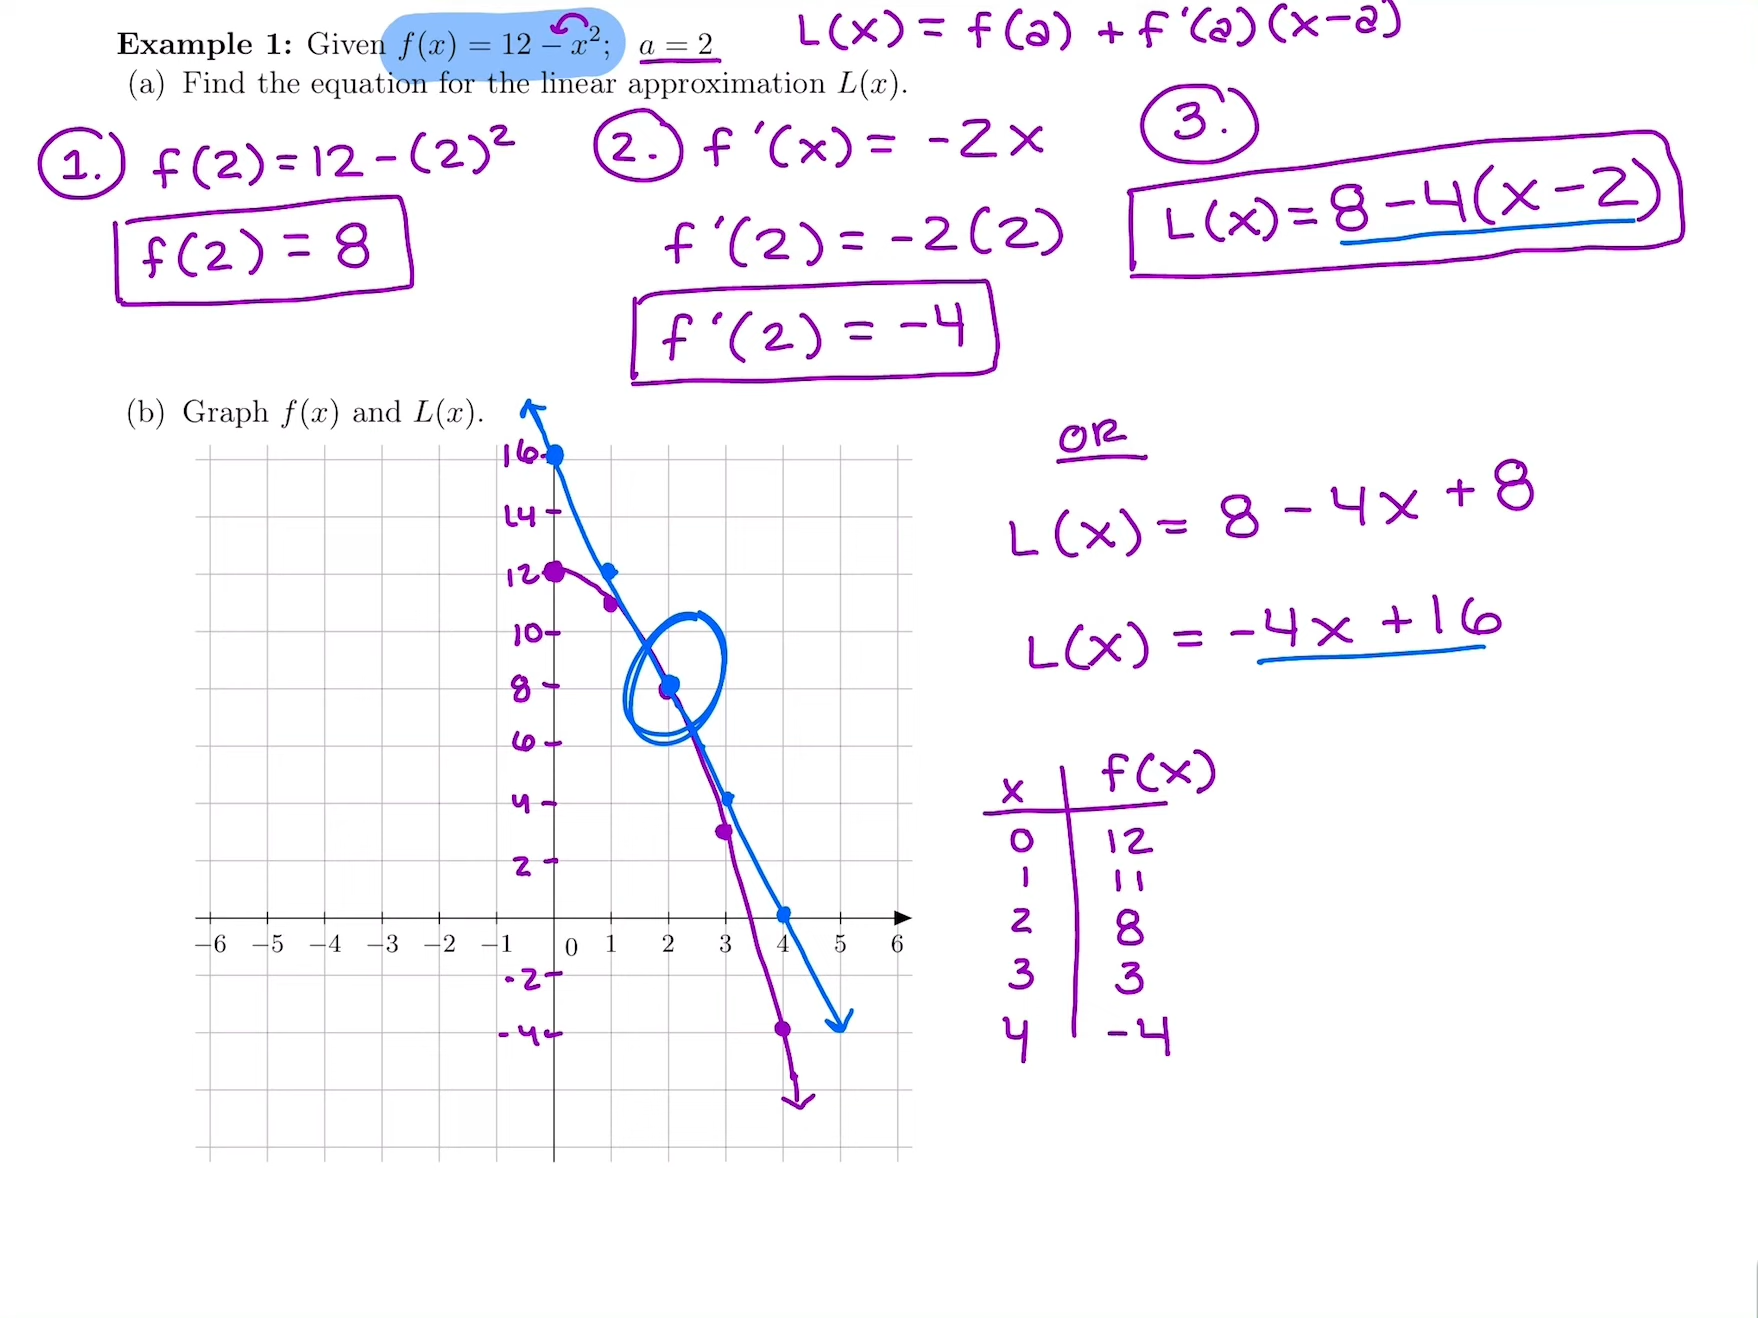 Example 1: Given f(x) = 12 − x²; a = 2
L(x) = f(a) + f'(a)(x-a)
(a) Find the equation for the linear approximation L(x).
1.) f(2)=12-(2)²
f(2) = 8
2.) f'(x) = -2x
f'(2) = -2(2)
f'(2) = -4
3.)
L(x)=8-4(x-2)
(b) Graph f(x) and L(x).
16
14
12
10
8
6
4
2
−6 −5 −4 −3 −2 −1 0 1 2 3 4 5 6
-2
-4
OR
L(x) = 8 - 4x + 8
L(x) = -4x + 16
x f(x)
0 12
1 11
2 8
3 3
4 -4